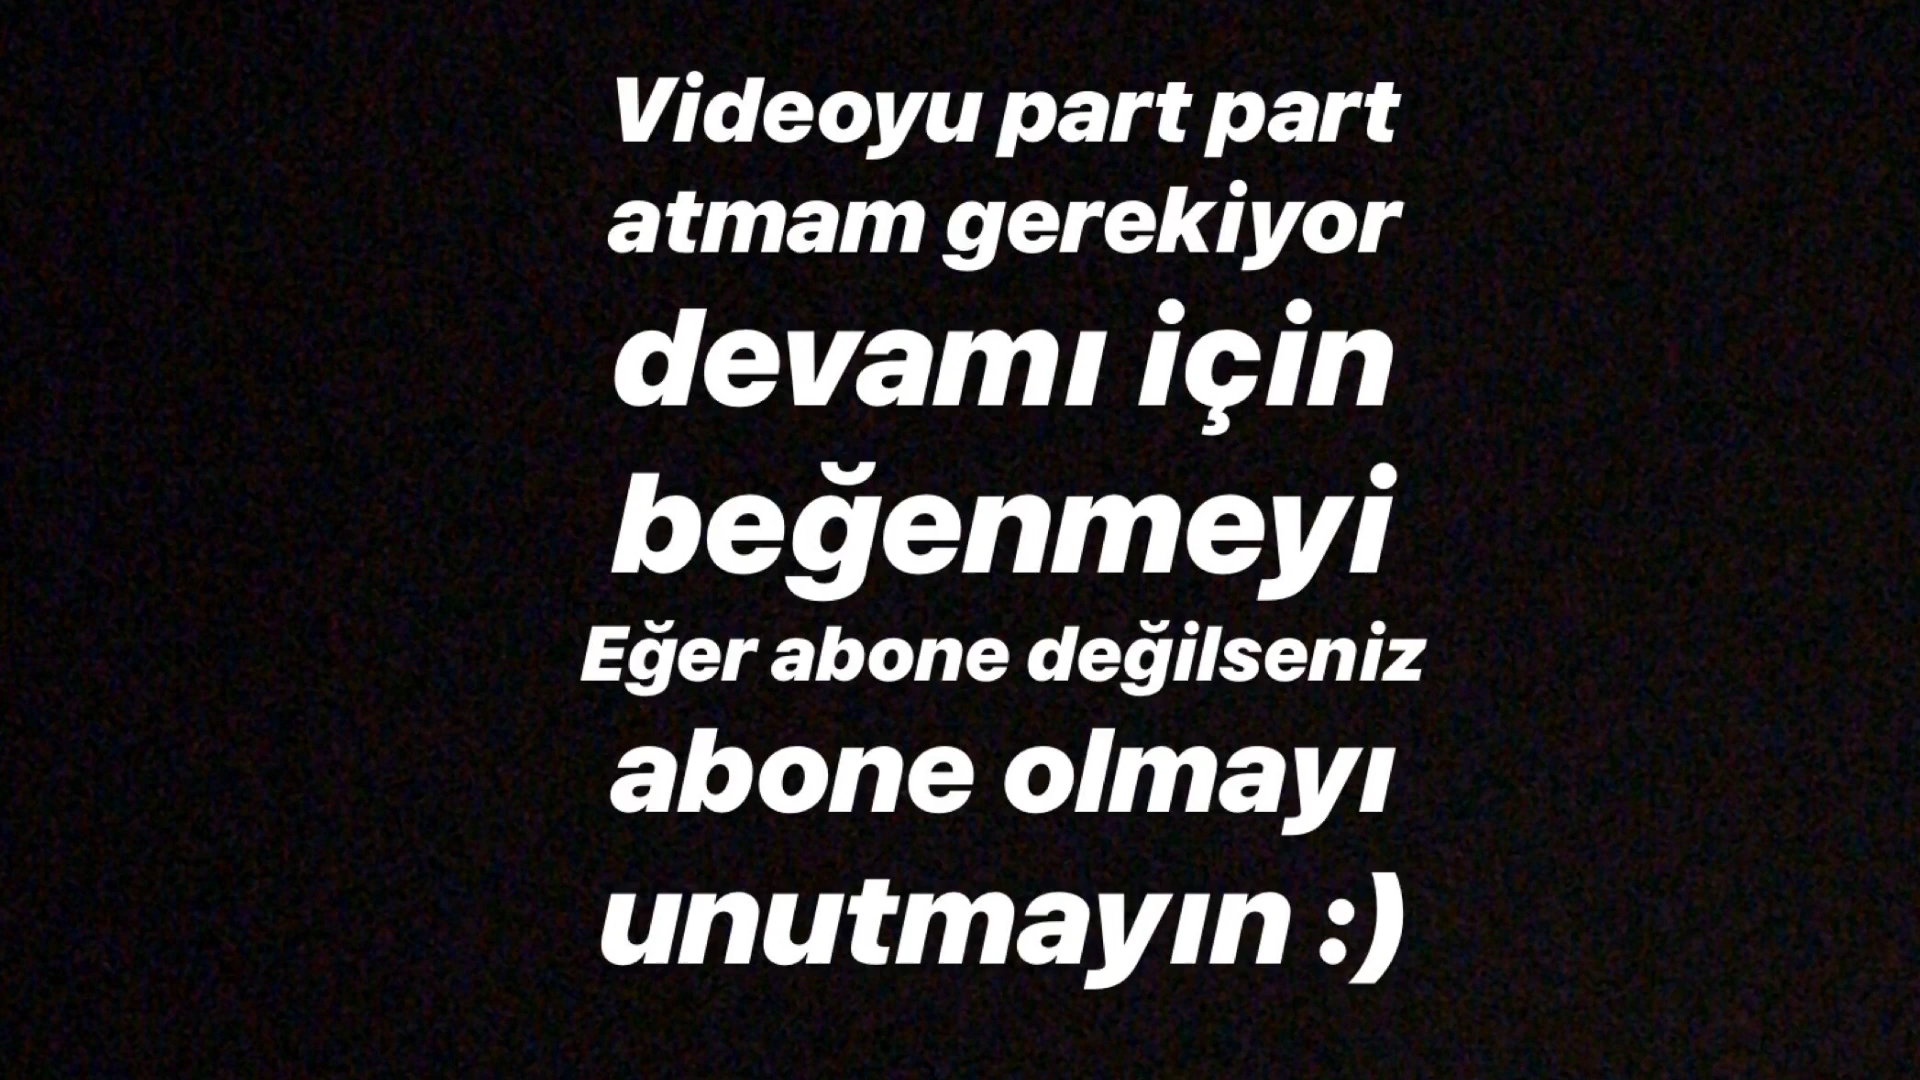 Videoyu part part
atmam gerekiyor
devamı için
beğenmeyi
Eğer abone değilseniz
abone olmayı
unutmayın :)